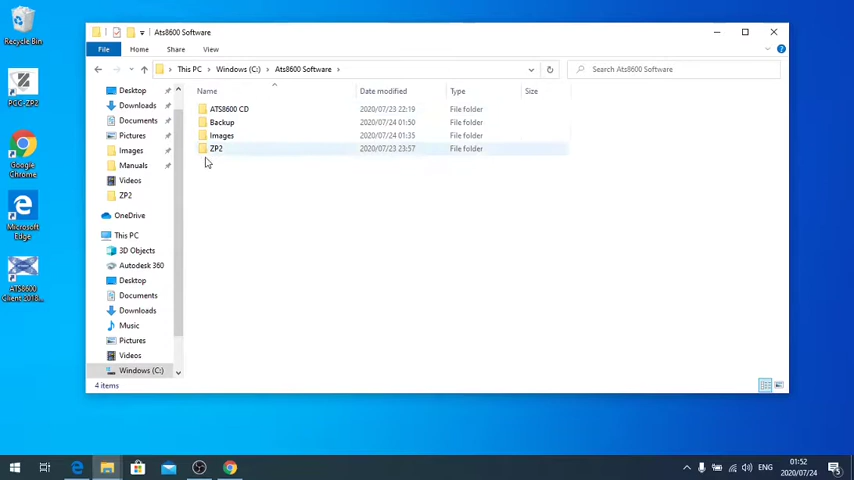 Recycle Bin
PCC-ZP2
Google
Chrome
Microsoft
Edge
ATS8600
Client 2018...
Ats8600 Software
File
Home
Share
View
This PC
Windows (C:)
Ats8600 Software
Search Ats8600 Software
Desktop
Downloads
Documents
Pictures
Images
Manuals
Videos
ZP2
OneDrive
This PC
3D Objects
Autodesk 360
Desktop
Documents
Downloads
Music
Pictures
Videos
Windows (C:)
Name
Date modified
Type
Size
ATS8600 CD 2020/07/23 22:19 File folder
Backup 2020/07/24 01:50 File folder
Images 2020/07/24 01:35 File folder
ZP2 2020/07/23 23:57 File folder
4 items
ENG
01:52
2020/07/24